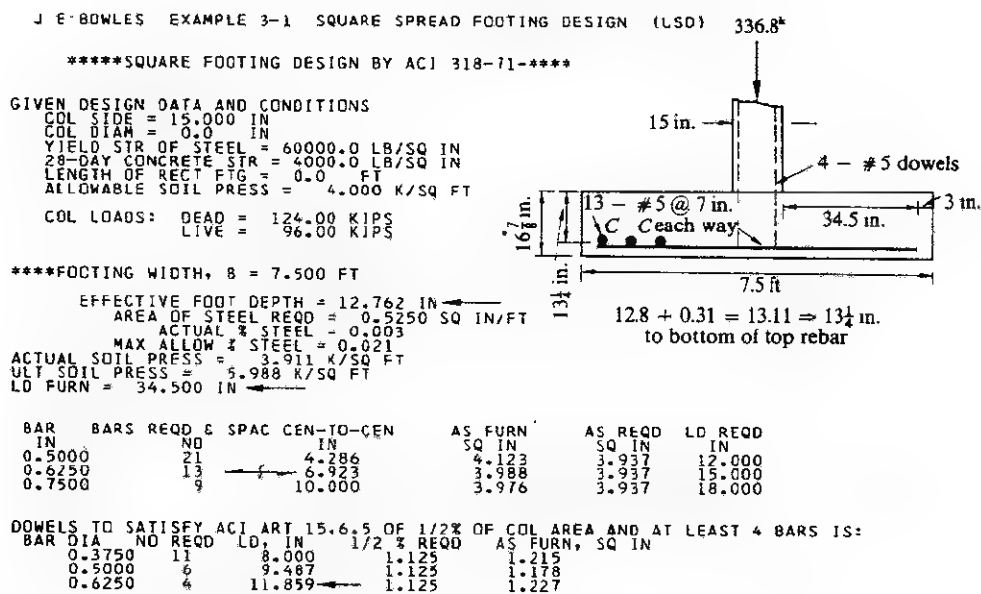 J E BOWLES EXAMPLE 3-1 SQUARE SPREAD FOOTING DESIGN (LSD)
*****SQUARE FOOTING DESIGN BY ACI 318-71-****
GIVEN DESIGN DATA AND CONDITIONS
COL SIDE = 15.000 IN
COL DIAM = 0.0 IN
YIELD STR OF STEEL = 60000.0 LB/SQ IN
28-DAY CONCRETE STR = 4000.0 LB/SQ IN
LENGTH OF RECT FTG = 0.0 FT
ALLOWABLE SOIL PRESS = 4.000 K/SQ FT
COL LOADS: DEAD = 124.00 KIPS
LIVE = 96.00 KIPS
****FOOTING WIDTH, B = 7.500 FT
EFFECTIVE FOOT DEPTH = 12.762 IN
AREA OF STEEL REQD = 0.5250 SQ IN/FT
ACTUAL % STEEL - 0.003
MAX ALLOW % STEEL = 0.021
ACTUAL SOIL PRESS = 3.911 K/SQ FT
ULT SOIL PRESS = 5.988 K/SQ FT
LD FURN = 34.500 IN
336.8k
15 in.
4 - #5 dowels
13 - #5 @ 7 in.
C C each way
34.5 in.
3 in.
16 7/8 in.
13 1/4 in.
7.5 ft
12.8 + 0.31 = 13.11 ⇒ 13 1/4 in.
to bottom of top rebar
BAR BARS REQD & SPAC CEN-TO-CEN AS FURN AS REQD LD REQD
IN NO IN SQ IN SQ IN IN
0.5000 21 4.286 4.123 3.937 12.000
0.6250 13 6.923 3.988 3.937 15.000
0.7500 9 10.000 3.976 3.937 18.000
DOWELS TO SATISFY ACI ART 15.6.5 OF 1/2% OF COL AREA AND AT LEAST 4 BARS IS:
BAR DIA NO REQD LD, IN 1/2 % REQD AS FURN, SQ IN
0.3750 11 8.000 1.125 1.215
0.5000 6 9.487 1.125 1.178
0.6250 4 11.859 1.125 1.227